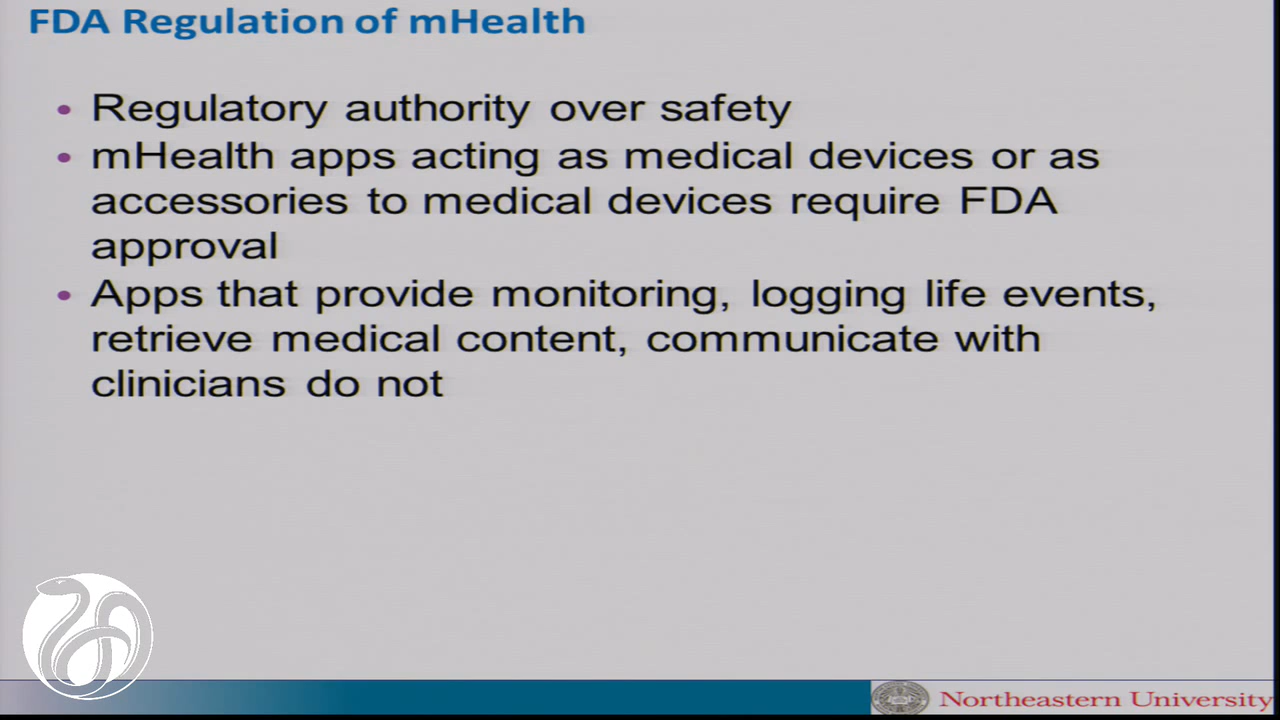 FDA Regulation of mHealth
• Regulatory authority over safety
• mHealth apps acting as medical devices or as
accessories to medical devices require FDA
approval
• Apps that provide monitoring, logging life events,
retrieve medical content, communicate with
clinicians do not
Northeastern University